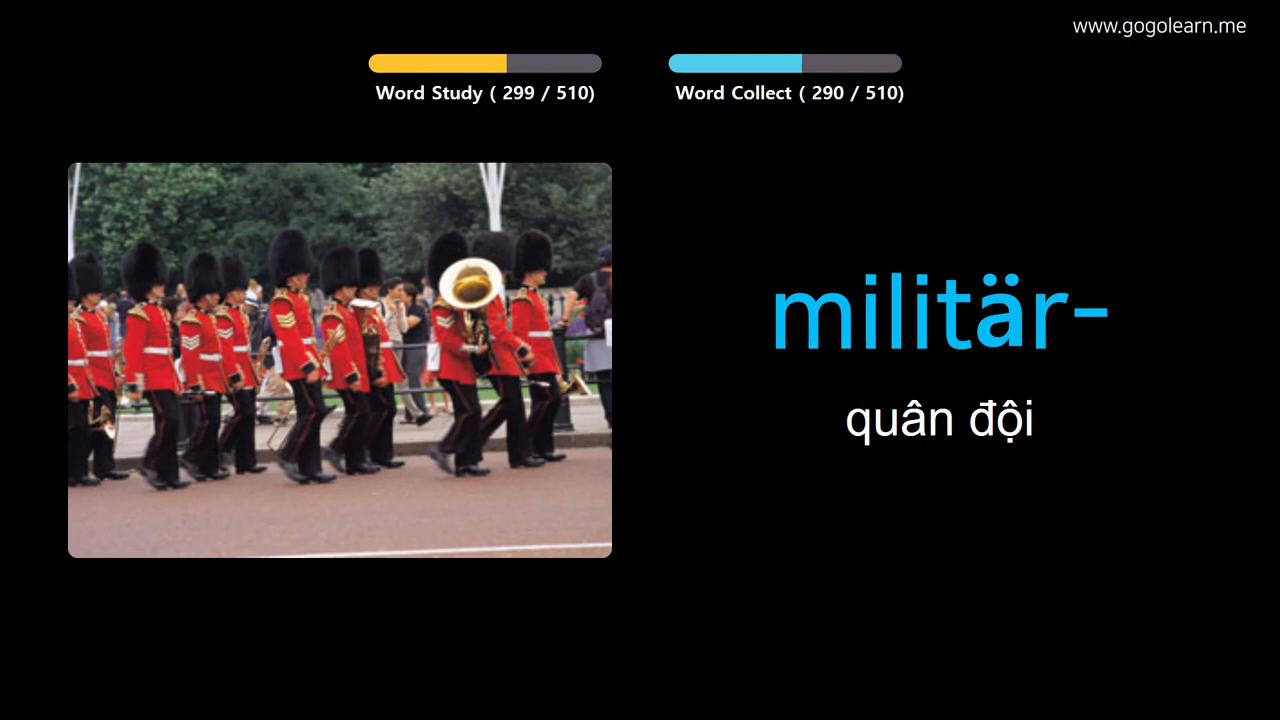 www.gogolearn.me
Word Study ( 299 / 510)
Word Collect ( 290 / 510)
militär-
quân đội